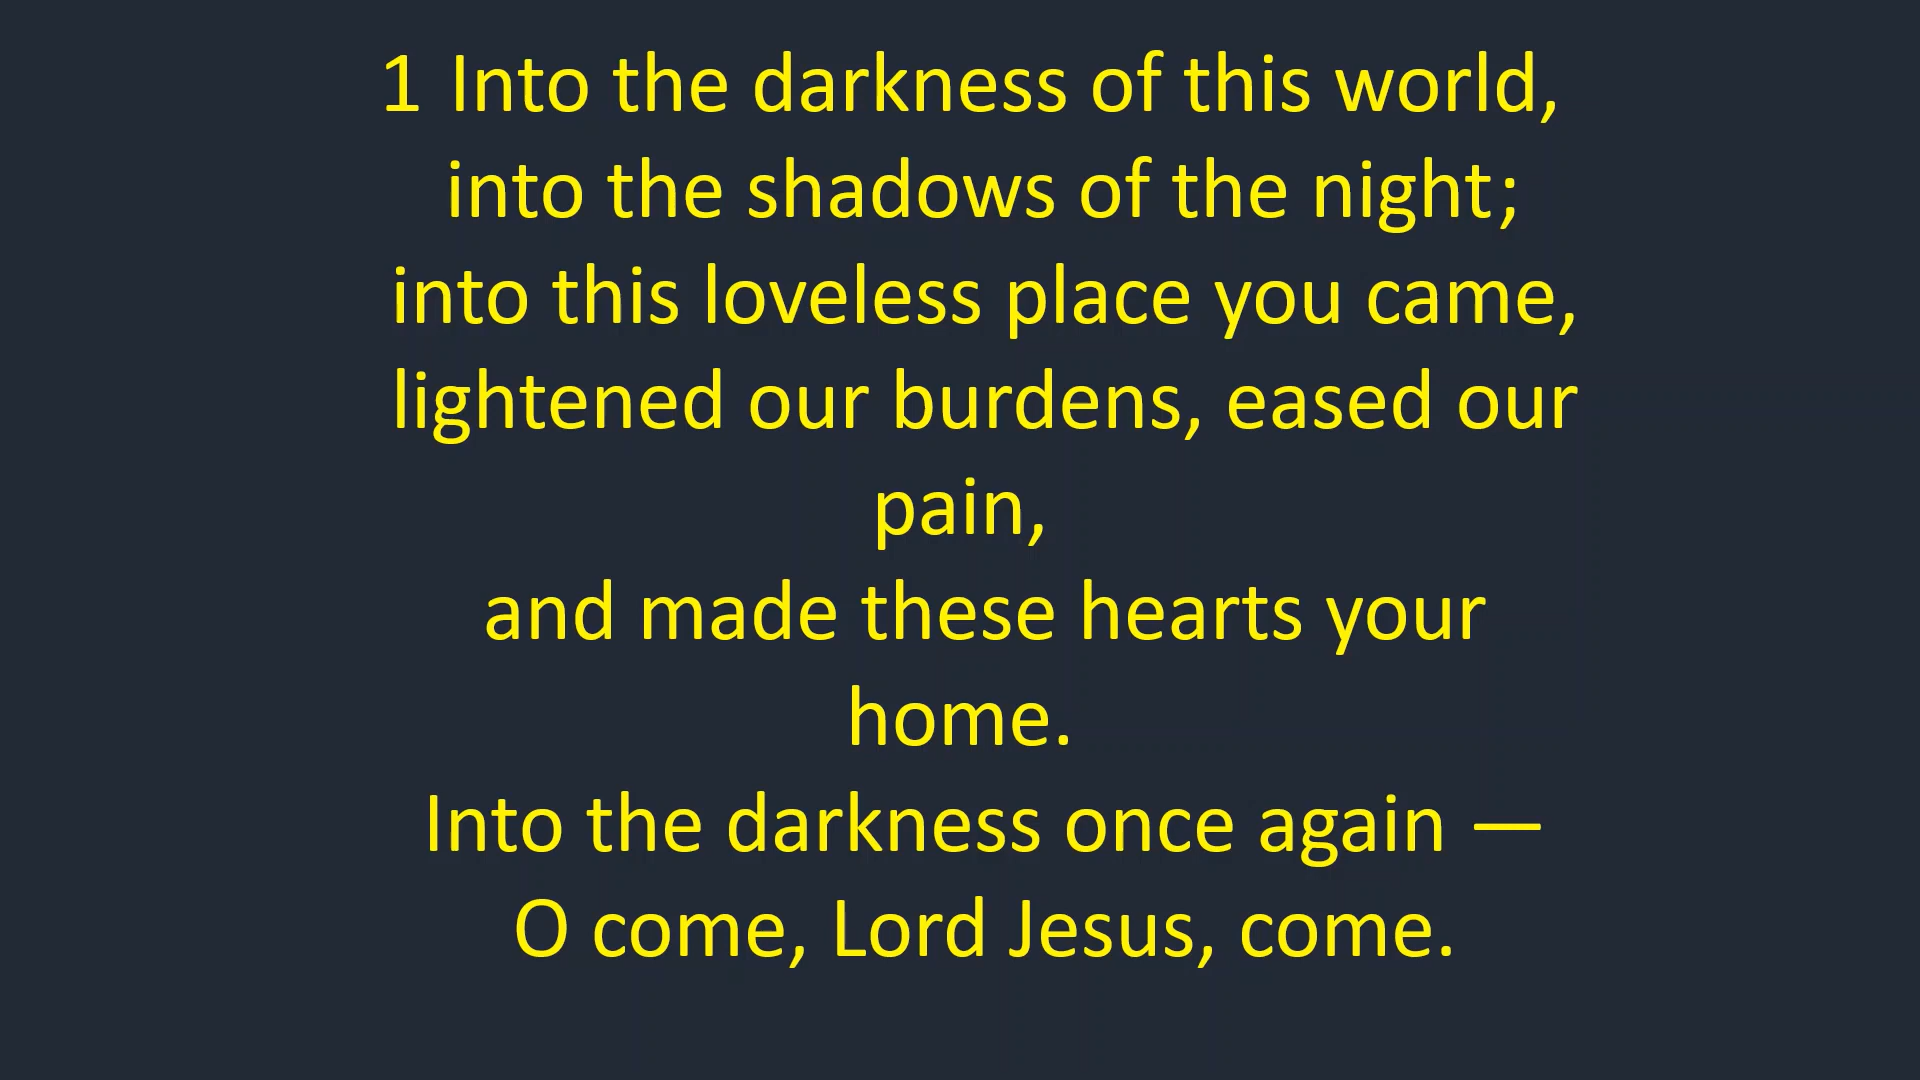 1 Into the darkness of this world,
into the shadows of the night;
into this loveless place you came,
lightened our burdens, eased our
pain,
and made these hearts your
home.
Into the darkness once again —
O come, Lord Jesus, come.